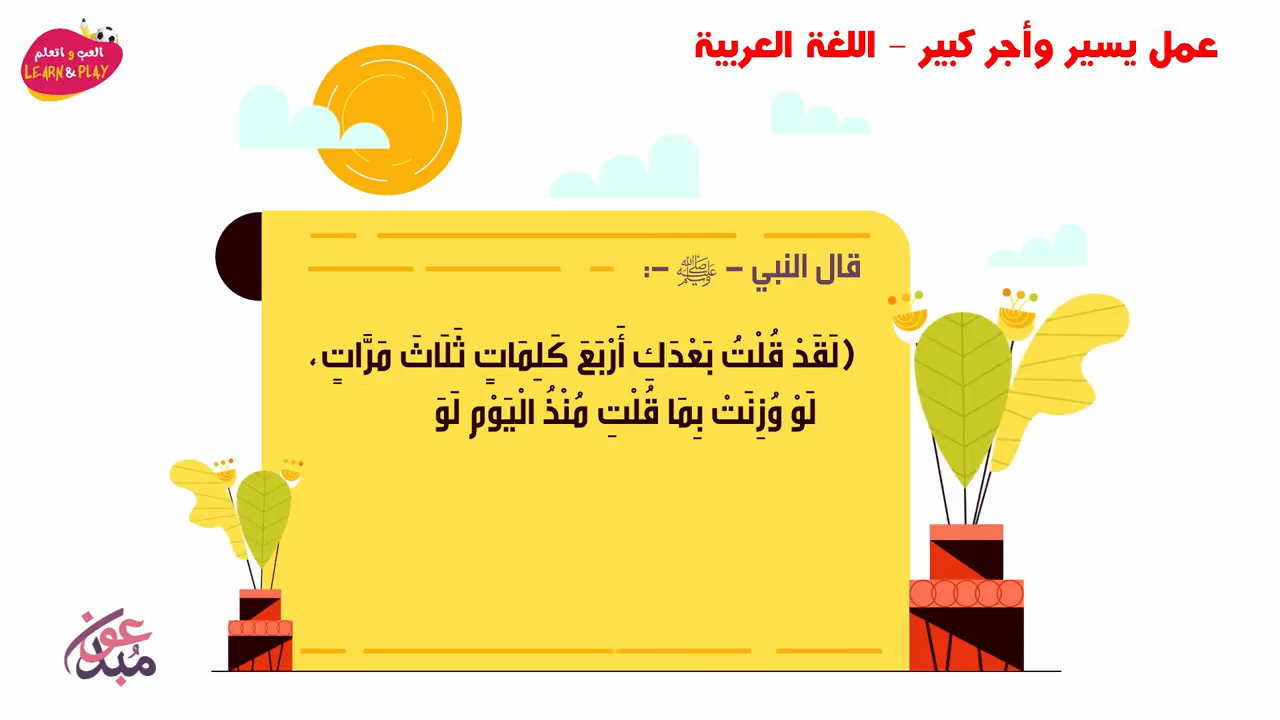 عمل يسير وأجر كبير - اللغة العربية
العب و اتعلم
LEARN & PLAY
قال النبي - ﷺ -:
(لَقَدْ قُلْتُ بَعْدَكِ أَرْبَعَ كَلِمَاتٍ ثَلَاثَ مَرَّاتٍ،
لَوْ وُزِنَتْ بِمَا قُلْتِ مُنْذُ الْيَوْمِ لَوَ
مُبدعون